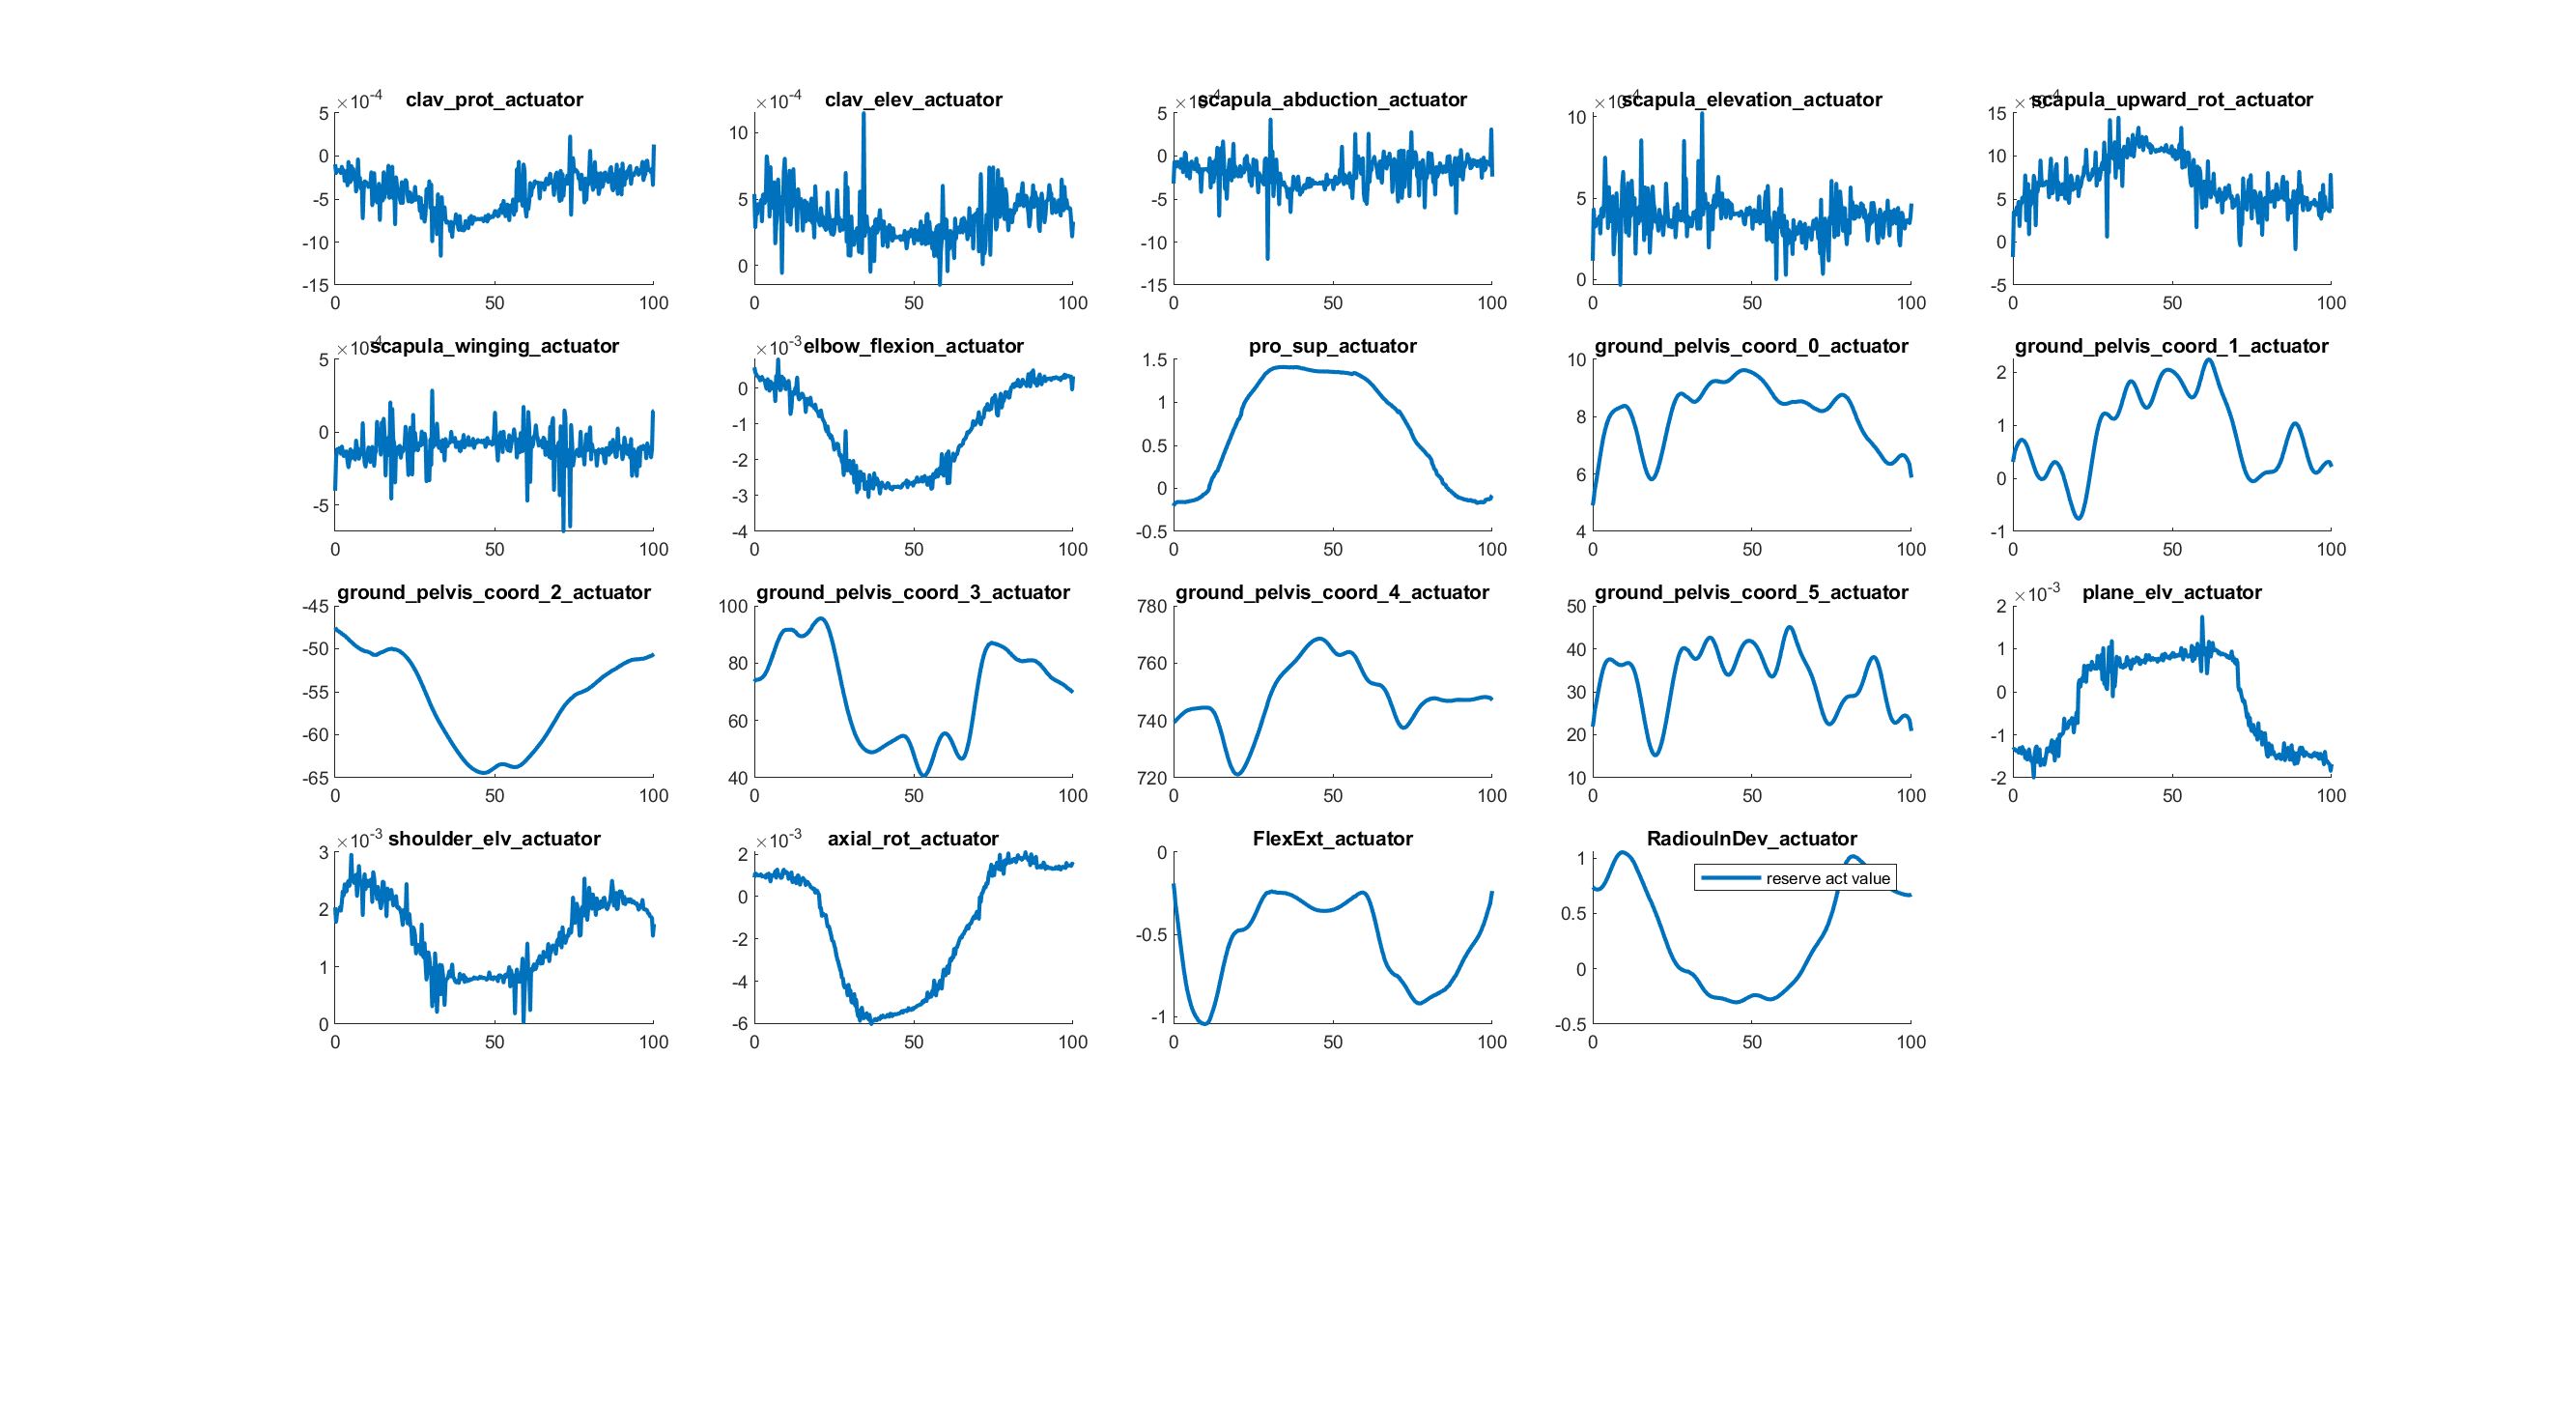 clav_prot_actuator
×10-4
5
0
-5
-10
-15
0 50 100
clav_elev_actuator
×10-4
10
5
0
0 50 100
scapula_abduction_actuator
×10-4
5
0
-5
-10
-15
0 50 100
scapula_elevation_actuator
×10-4
10
5
0
0 50 100
scapula_upward_rot_actuator
×10-4
15
10
5
0
-5
0 50 100
scapula_winging_actuator
×10-4
5
0
-5
0 50 100
elbow_flexion_actuator
×10-3
0
-1
-2
-3
-4
0 50 100
pro_sup_actuator
1.5
1
0.5
0
-0.5
0 50 100
ground_pelvis_coord_0_actuator
10
8
6
4
0 50 100
ground_pelvis_coord_1_actuator
2
1
0
-1
0 50 100
ground_pelvis_coord_2_actuator
-45
-50
-55
-60
-65
0 50 100
ground_pelvis_coord_3_actuator
100
80
60
40
0 50 100
ground_pelvis_coord_4_actuator
780
760
740
720
0 50 100
ground_pelvis_coord_5_actuator
50
40
30
20
10
0 50 100
plane_elv_actuator
×10-3
2
1
0
-1
-2
0 50 100
shoulder_elv_actuator
×10-3
3
2
1
0
0 50 100
axial_rot_actuator
×10-3
2
0
-2
-4
-6
0 50 100
FlexExt_actuator
0
-0.5
-1
0 50 100
RadioulnDev_actuator
1
0.5
0
-0.5
0 50 100
reserve act value